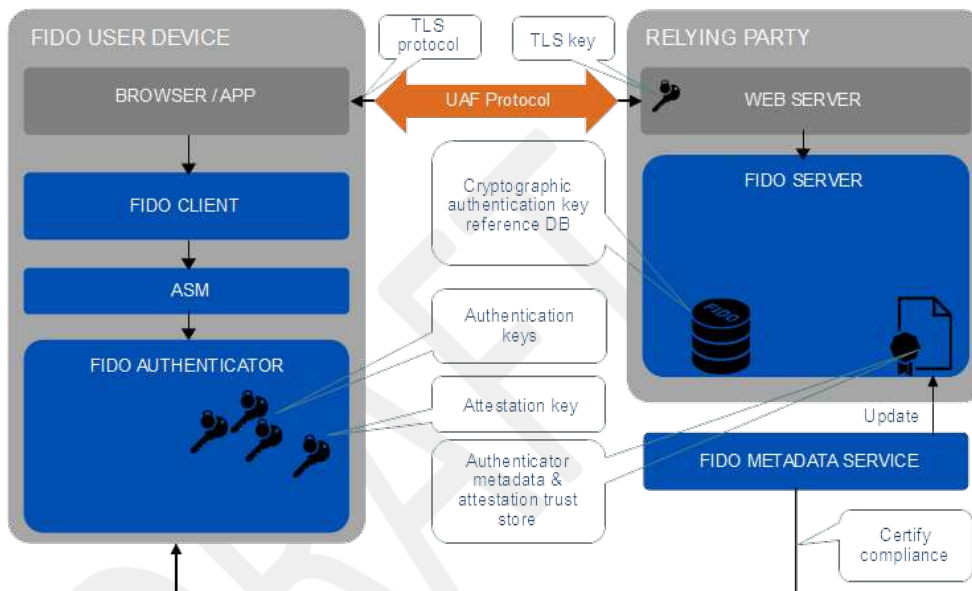 FIDO USER DEVICE
BROWSER / APP
FIDO CLIENT
ASM
FIDO AUTHENTICATOR
TLS
protocol
TLS key
UAF Protocol
Cryptographic
authentication key
reference DB
Authentication
keys
Attestation key
Authenticator
metadata &
attestation trust
store
RELYING PARTY
WEB SERVER
FIDO SERVER
FIDO
Update
FIDO METADATA SERVICE
Certify
compliance
DRAFT